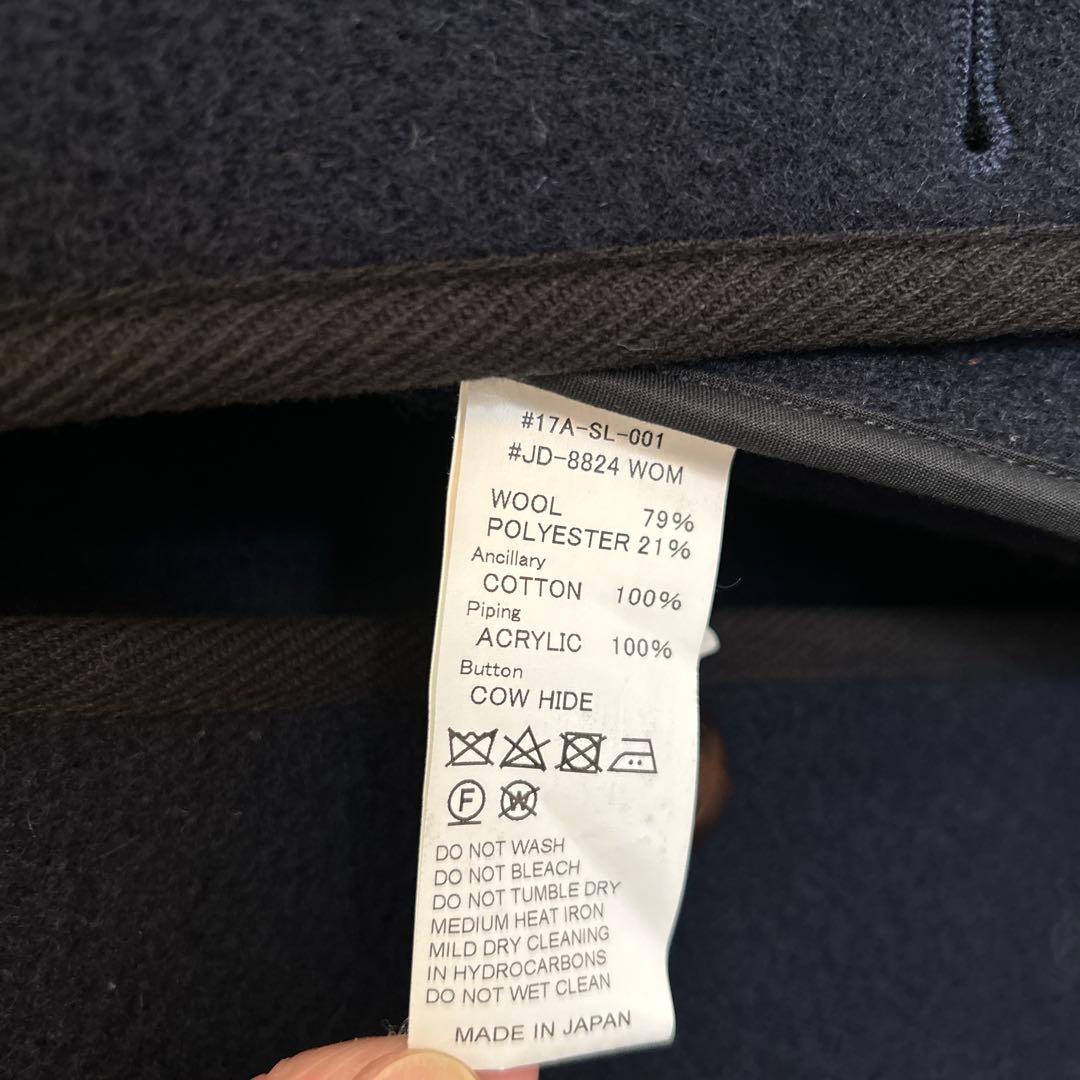 #17A-SL-001
#JD-8824 WOM
WOOL 79%
POLYESTER 21%
Ancillary
COTTON 100%
Piping
ACRYLIC 100%
Button
COW HIDE
F W
DO NOT WASH
DO NOT BLEACH
DO NOT TUMBLE DRY
MEDIUM HEAT IRON
MILD DRY CLEANING
IN HYDROCARBONS
DO NOT WET CLEAN
MADE IN JAPAN